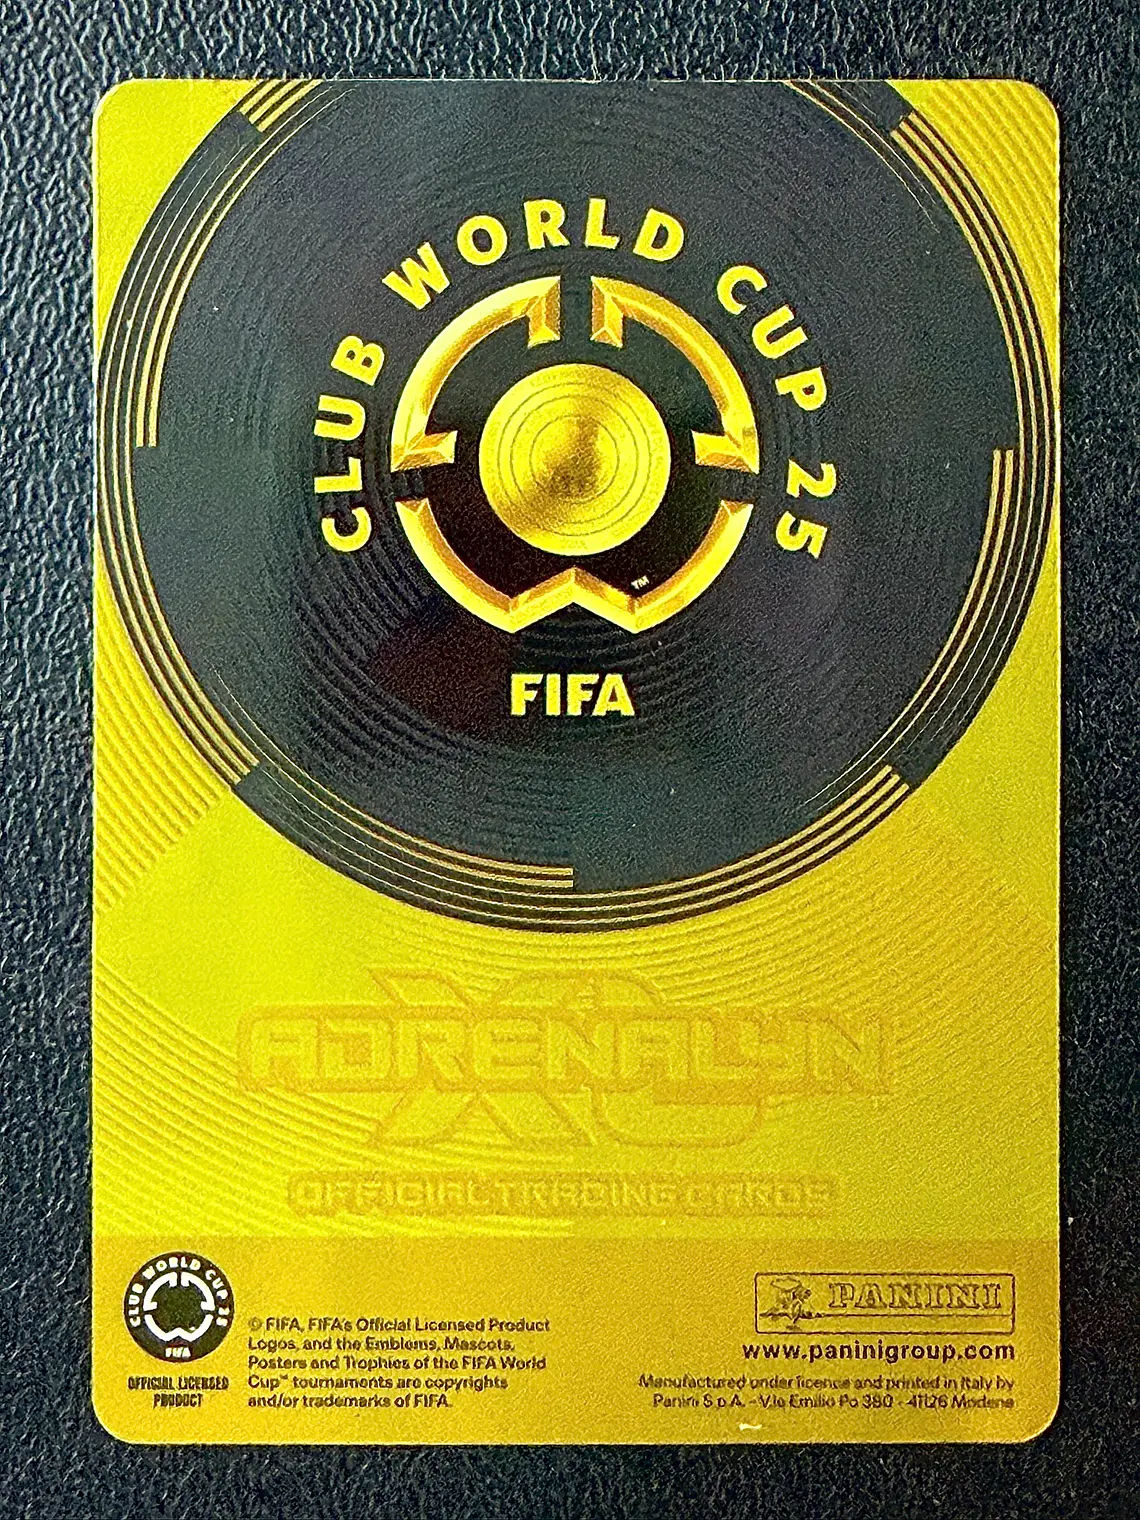 CLUB WORLD CUP 25
TM
FIFA
ADRENALYN
XL
OFFICIAL TRADING CARDS
CLUB WORLD CUP 25
FIFA
OFFICIAL LICENSED
PRODUCT
© FIFA, FIFA's Official Licensed Product
Logos, and the Emblems, Mascots,
Posters and Trophies of the FIFA World
Cup™ tournaments are copyrights
and/or trademarks of FIFA.
PANINI
www.paninigroup.com
Manufactured under licence and printed in Italy by
Panini S.p.A. - V.le Emilio Po 380 - 41126 Modena